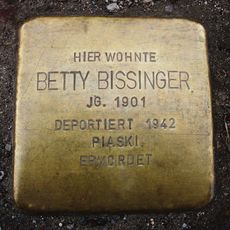 HIER WOHNTE
BETTY BISSINGER
JG. 1901
DEPORTIERT 1942
PIASKI
ERMORDET